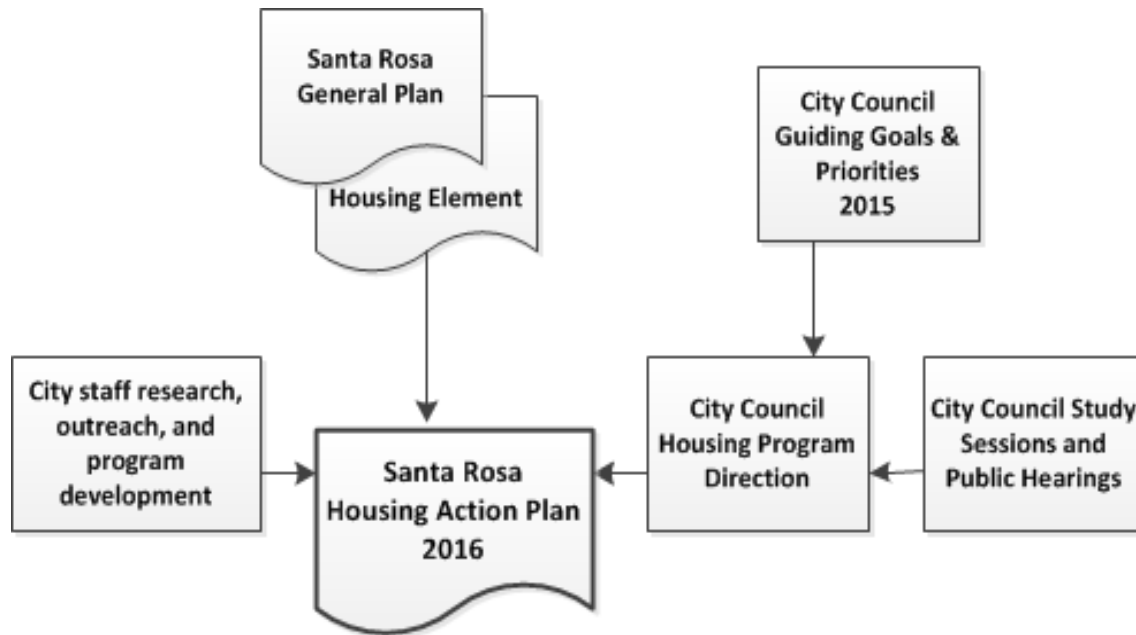 Santa Rosa
General Plan
Housing Element
City Council
Guiding Goals &
Priorities
2015
City staff research,
outreach, and
program
development
Santa Rosa
Housing Action Plan
2016
City Council
Housing Program
Direction
City Council Study
Sessions and
Public Hearings